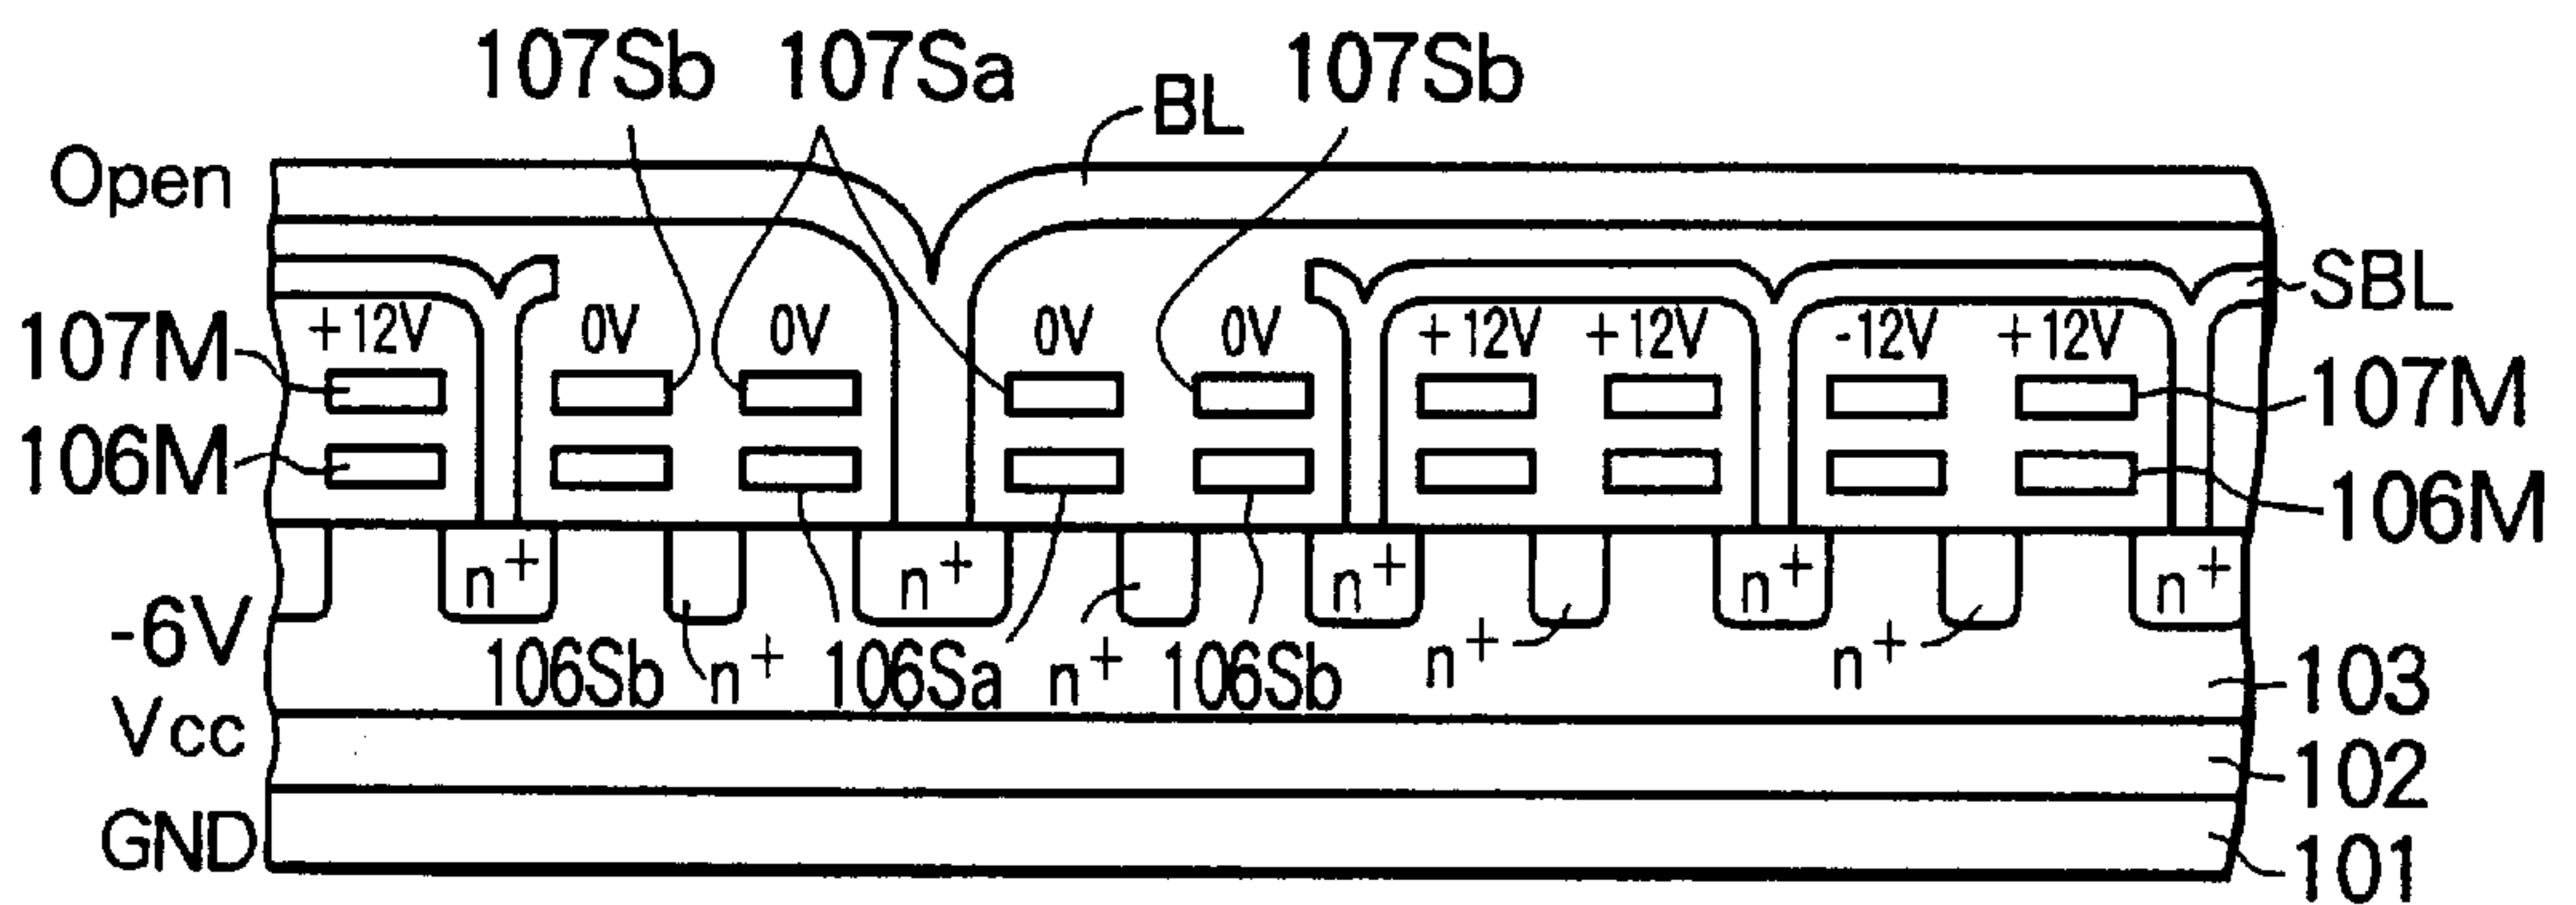 107Sb 107Sa BL 107Sb
Open
SBL
+12V 0V 0V 0V 0V +12V +12V -12V +12V
107M 107M
106M 106M
n+ n+ n+ n+ n+
-6V 106Sb n+ 106Sa n+ 106Sb n+ n+ 103
Vcc 102
GND 101